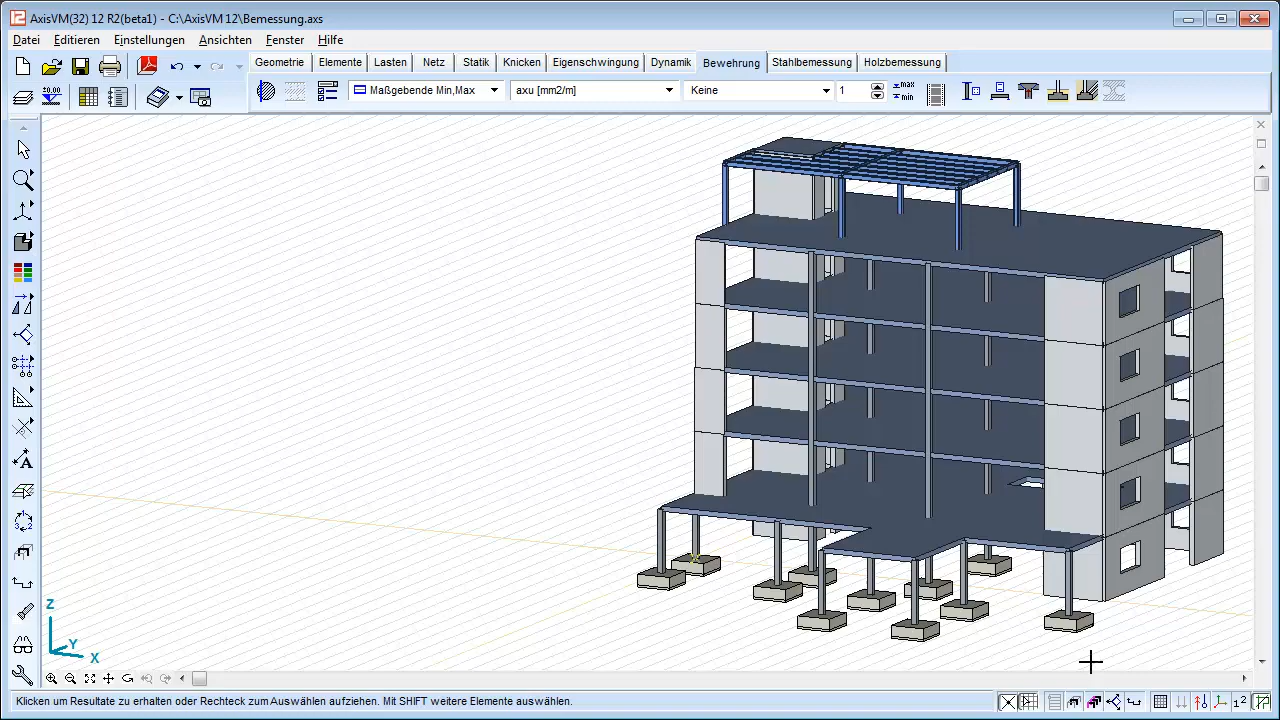 AxisVM(32) 12 R2(beta1) - C:\AxisVM 12\Bemessung.axs
Datei Editieren Einstellungen Ansichten Fenster Hilfe
Geometrie Elemente Lasten Netz Statik Knicken Eigenschwingung Dynamik Bewehrung Stahlbemessung Holzbemessung
Maßgebende Min,Max axu [mm2/m] Keine 1 max
min
10.00
A
Z
Y
X
Klicken um Resultate zu erhalten oder Rechteck zum Auswählen aufziehen. Mit SHIFT weitere Elemente auswählen.